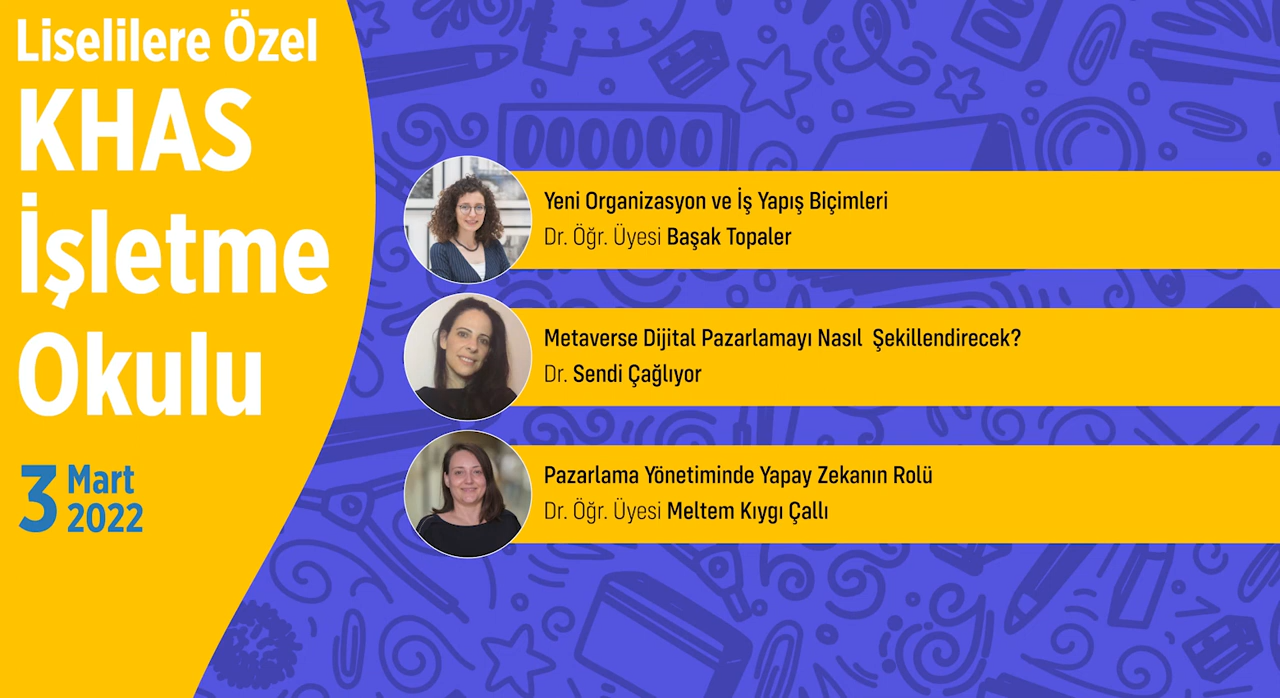 Liselilere Özel
KHAS
İşletme
Okulu
3 Mart
2022
Yeni Organizasyon ve İş Yapış Biçimleri
Dr. Öğr. Üyesi Başak Topaler
Metaverse Dijital Pazarlamayı Nasıl Şekillendirecek?
Dr. Sendi Çağlıyor
Pazarlama Yönetiminde Yapay Zekanın Rolü
Dr. Öğr. Üyesi Meltem Kıygı Çallı